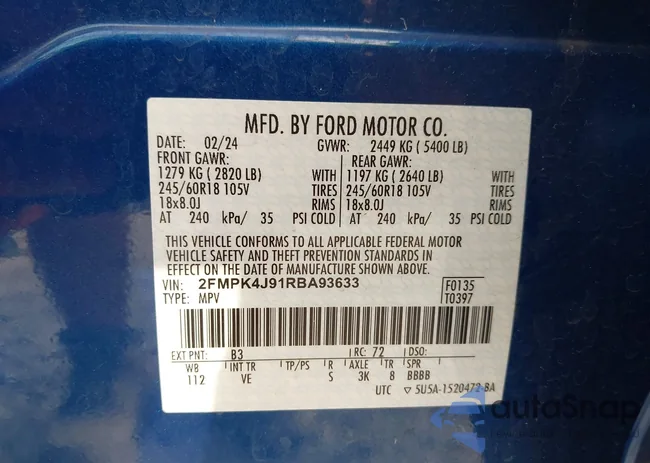 MFD. BY FORD MOTOR CO.
DATE: 02/24 GVWR: 2449 KG ( 5400 LB)
FRONT GAWR: REAR GAWR:
1279 KG ( 2820 LB) WITH 1197 KG ( 2640 LB) WITH
245/60R18 105V TIRES 245/60R18 105V TIRES
18x8.0J RIMS 18x8.0J RIMS
AT 240 kPa/ 35 PSI COLD AT 240 kPa/ 35 PSI COLD
THIS VEHICLE CONFORMS TO ALL APPLICABLE FEDERAL MOTOR
VEHICLE SAFETY AND THEFT PREVENTION STANDARDS IN
EFFECT ON THE DATE OF MANUFACTURE SHOWN ABOVE.
VIN: 2FMPK4J91RBA93633 F0135
TYPE: MPV T0397
EXT PNT: B3 RC: 72 DSO:
WB INT TR TP/PS R AXLE TR SPR
112 VE S 3K 8 BBBB
UTC ▽ 5U5A-1520472-BA
autoSnap